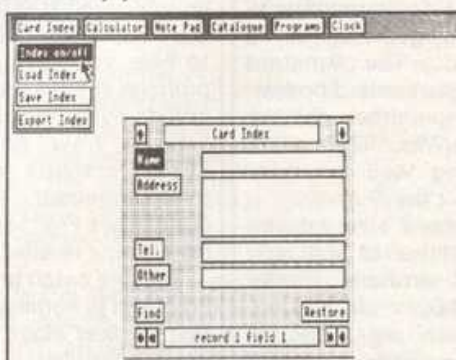 Card Index Calculator Note Pad Catalogue Programs Clock
Index on/off
Load Index
Save Index
Export Index
Card Index
Name
Address
Tel.
Other
Find Restore
record 1 field 1